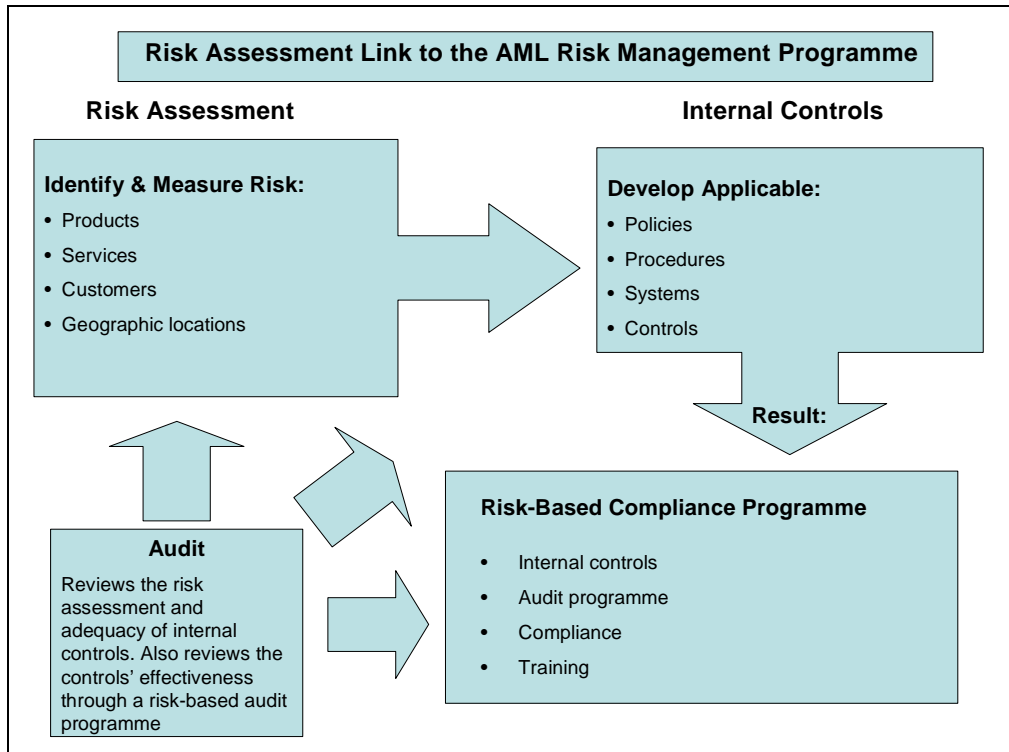 Risk Assessment Link to the AML Risk Management Programme
Risk Assessment
Internal Controls
Identify & Measure Risk:
• Products
• Services
• Customers
• Geographic locations
Develop Applicable:
• Policies
• Procedures
• Systems
• Controls
Result:
Audit
Reviews the risk
assessment and
adequacy of internal
controls. Also reviews the
controls’ effectiveness
through a risk-based audit
programme
Risk-Based Compliance Programme
• Internal controls
• Audit programme
• Compliance
• Training